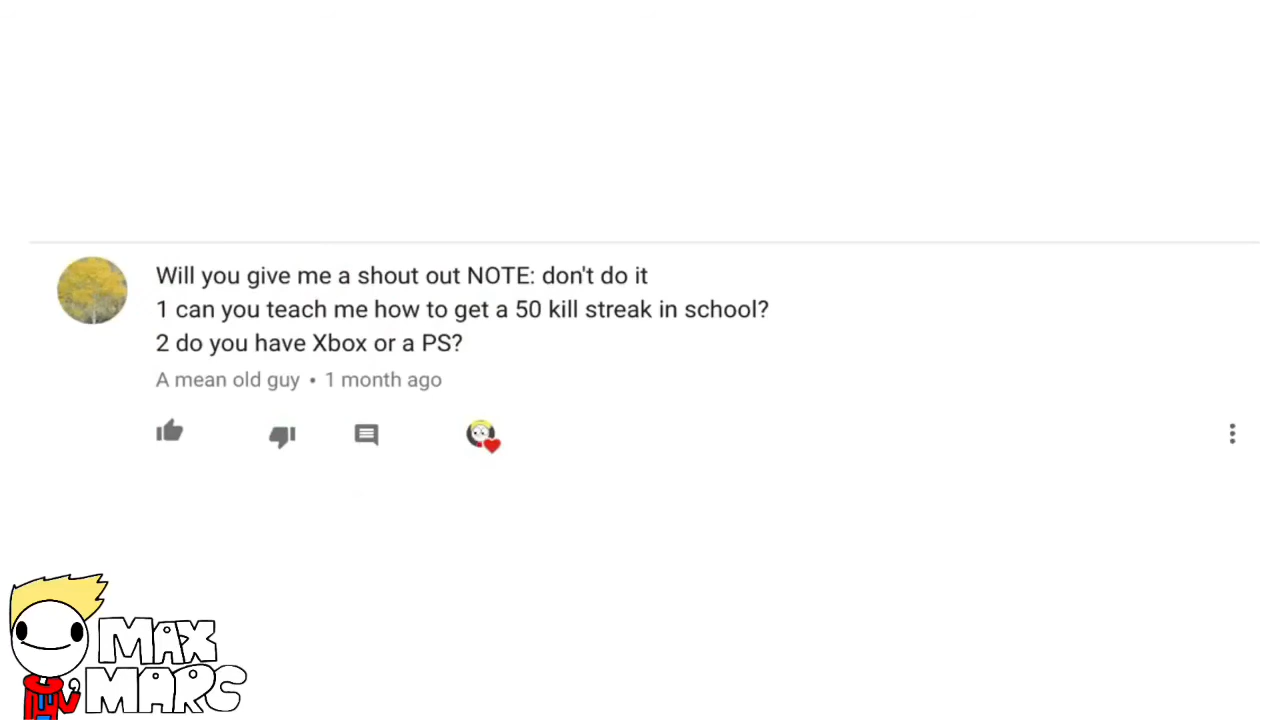 Will you give me a shout out NOTE: don't do it
1 can you teach me how to get a 50 kill streak in school?
2 do you have Xbox or a PS?
A mean old guy • 1 month ago
MAX
MARC